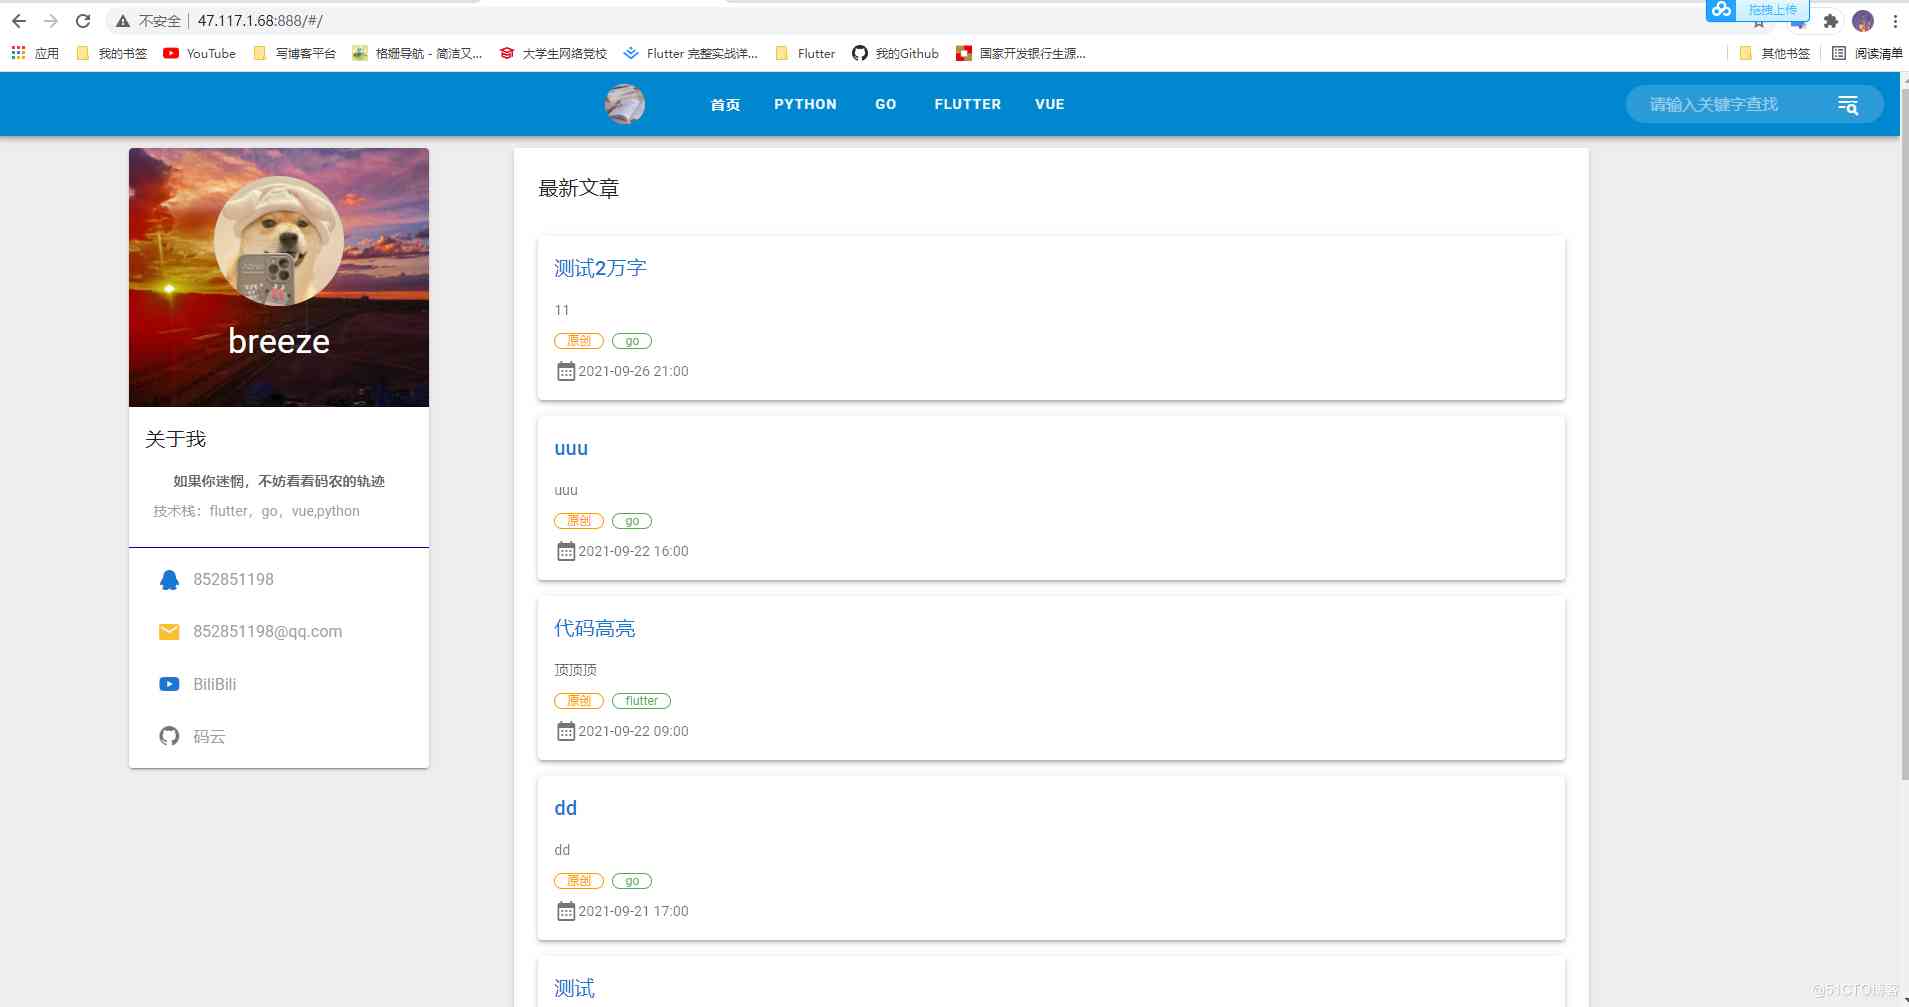 不安全 47.117.1.68:888/#/
拖拽上传
应用 我的书签 YouTube 写博客平台 格姗导航 - 简洁又... 大学生网络党校 Flutter 完整实战详... Flutter 我的Github 国家开发银行生源... 其他书签 阅读清单
首页 PYTHON GO FLUTTER VUE 请输入关键字查找
breeze
关于我
如果你迷惘，不妨看看码农的轨迹
技术栈：flutter，go，vue,python
852851198
852851198@qq.com
BiliBili
码云
最新文章
测试2万字
11
原创 go
2021-09-26 21:00
uuu
uuu
原创 go
2021-09-22 16:00
代码高亮
顶顶顶
原创 flutter
2021-09-22 09:00
dd
dd
原创 go
2021-09-21 17:00
测试
@51CTO博客